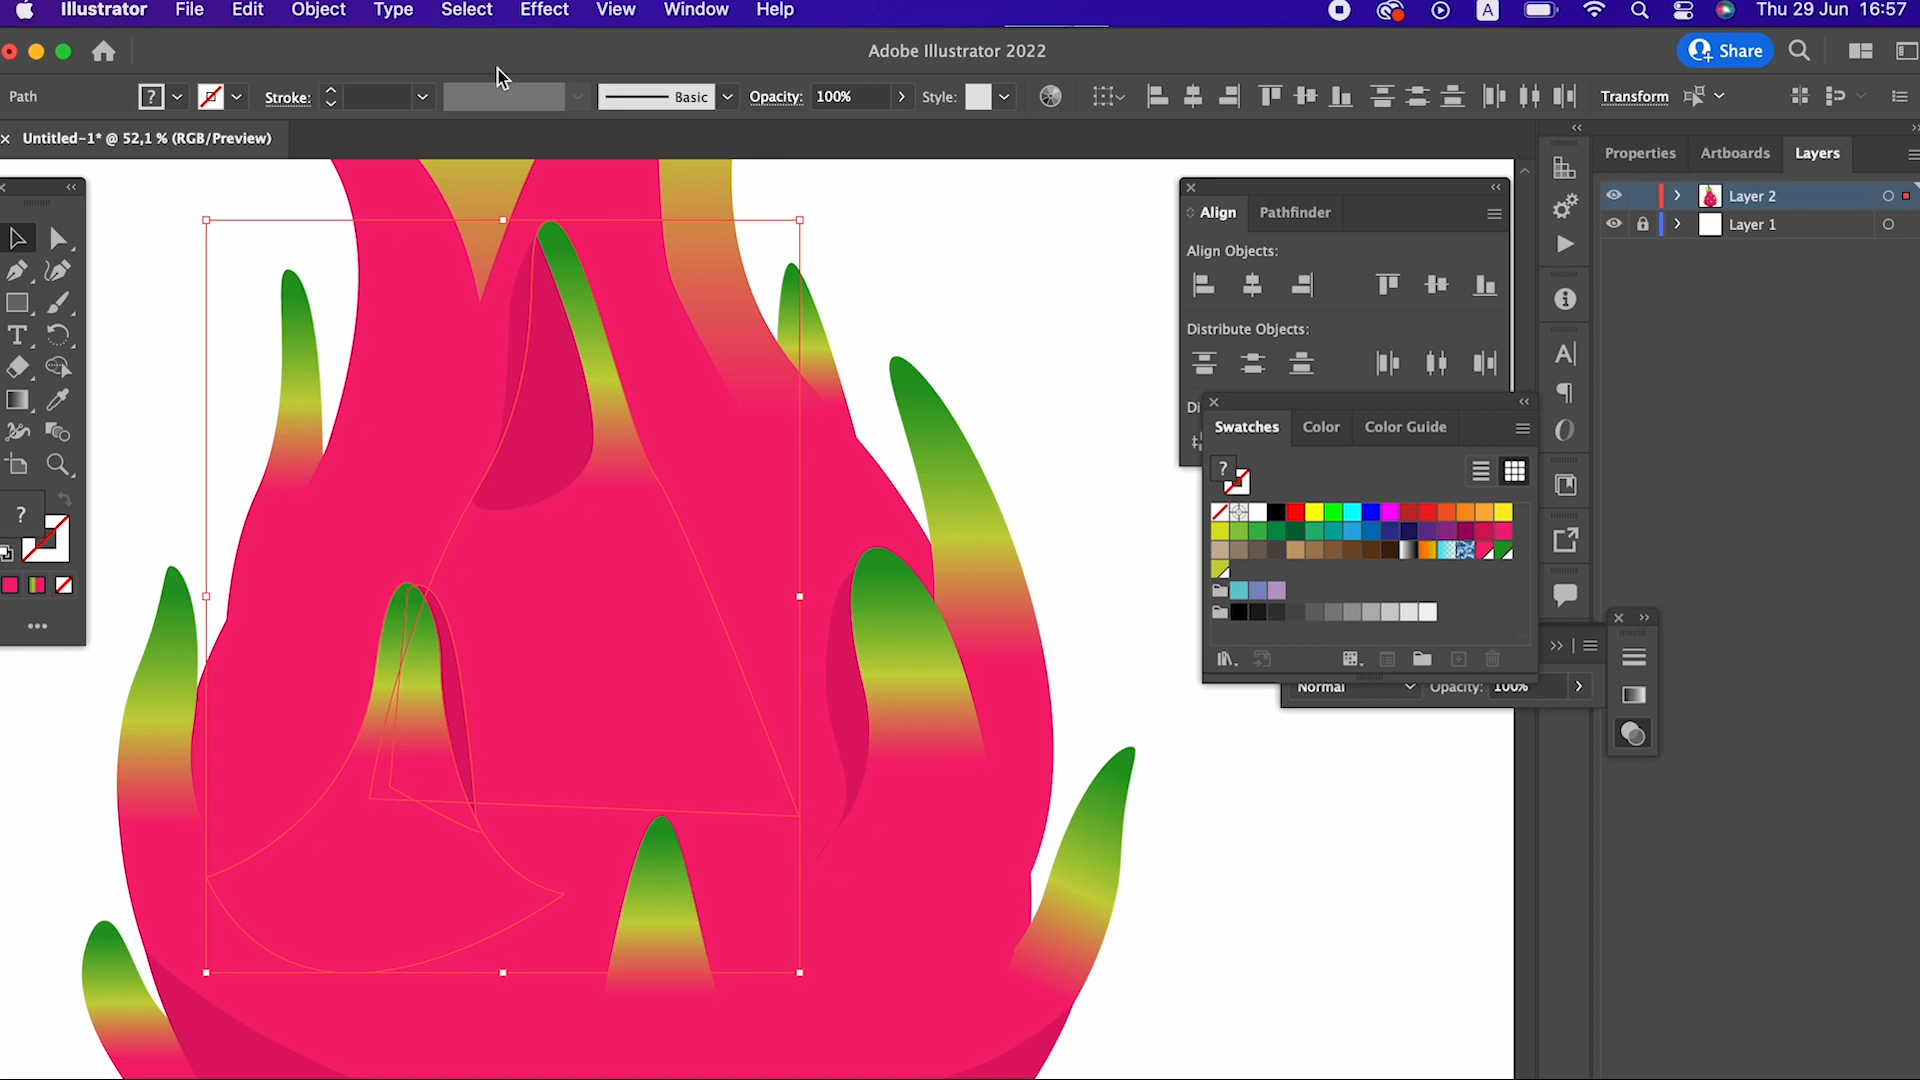 Illustrator File Edit Object Type Select Effect View Window Help
A Thu 29 Jun 16:57
Adobe Illustrator 2022
Share
Path
?
Stroke:
Basic
Opacity: 100%
Style:
Transform
Untitled-1* @ 52,1 % (RGB/Preview)
Properties Artboards Layers
Layer 2
Layer 1
Align Pathfinder
Align Objects:
Distribute Objects:
Di
Swatches Color Color Guide
?
?
Normal Opacity: 100%